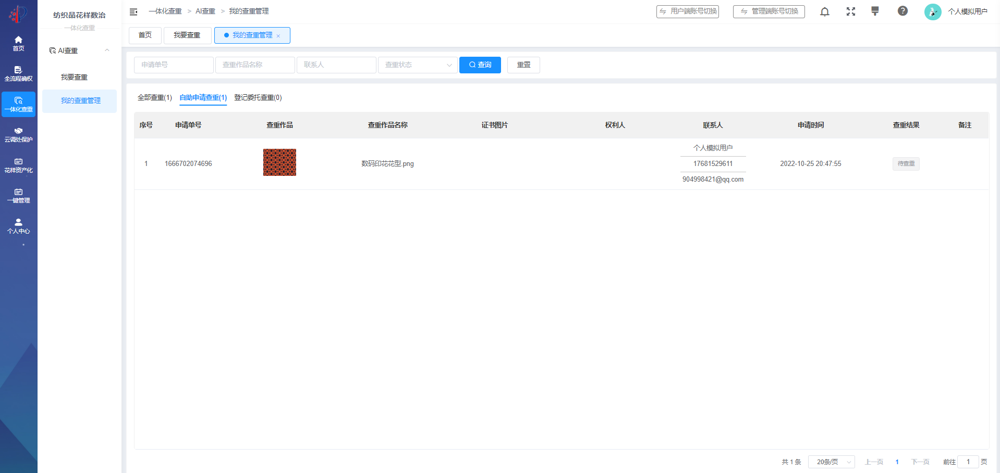 首页
全流程确权
一体化查重
云调处保护
花样资产化
一键管理
个人中心
纺织品花样数治
一体化查重
AI查重
我要查重
我的查重管理
一体化查重 > AI查重 > 我的查重管理
用户端账号切换
管理端账号切换
个人模拟用户
首页
我要查重
我的查重管理 ×
申请单号
查重作品名称
联系人
查重状态
查询
重置
全部查重(1) 自助申请查重(1) 登记委托查重(0)
序号 申请单号 查重作品 查重作品名称 证书图片 权利人 联系人 申请时间 查重结果 备注
个人模拟用户
1 1666702074696 数码印花花型.png 17681529611 2022-10-25 20:47:55 待查重
904998421@qq.com
共 1 条 20条/页 上一页 1 下一页 前往 1 页